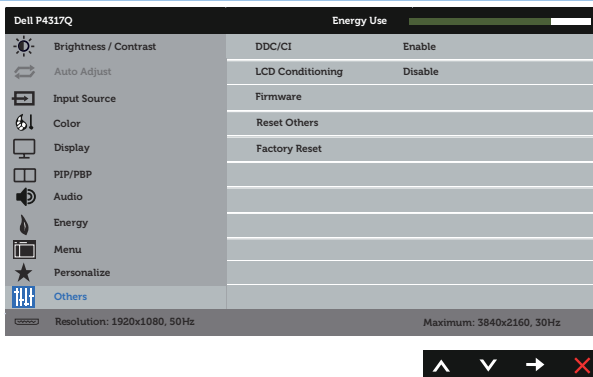 Dell P4317Q Energy Use
Brightness / Contrast DDC/CI Enable
Auto Adjust LCD Conditioning Disable
Input Source Firmware
Color Reset Others
Display Factory Reset
PIP/PBP
Audio
Energy
Menu
Personalize
Others
Resolution: 1920x1080, 50Hz Maximum: 3840x2160, 30Hz